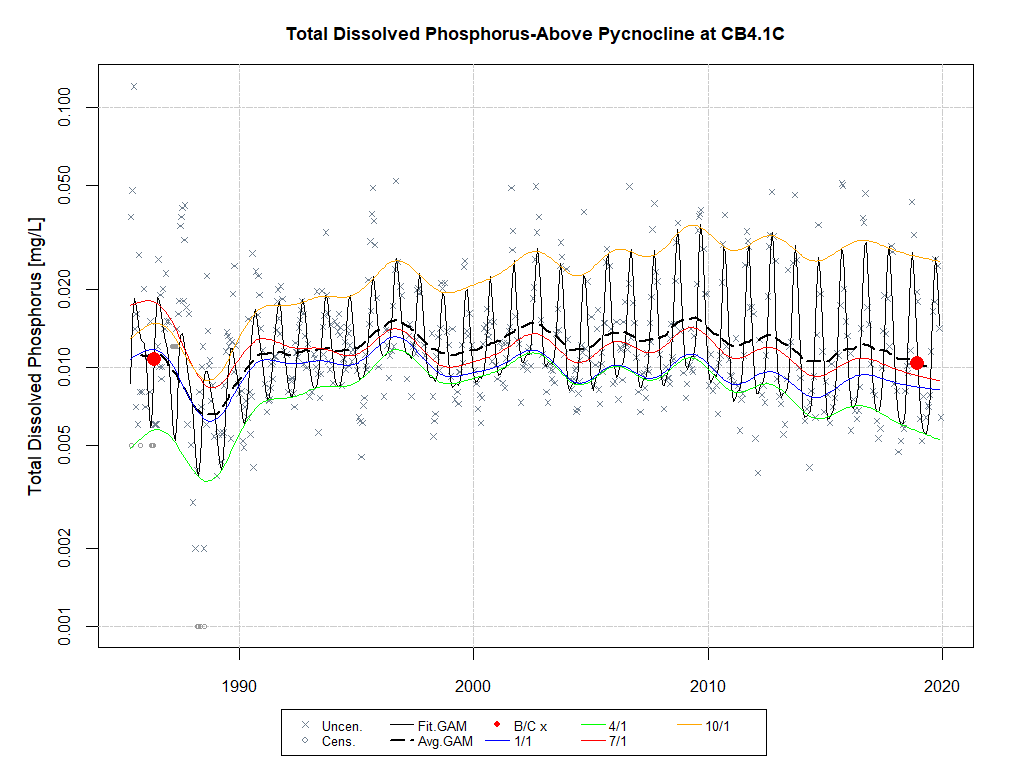 Total Dissolved Phosphorus-Above Pycnocline at CB4.1C
Total Dissolved Phosphorus [mg/L]
0.100
0.050
0.020
0.010
0.005
0.002
0.001
1990 2000 2010 2020
Uncen. Fit.GAM B/C x 4/1 10/1
Cens. Avg.GAM 1/1 7/1